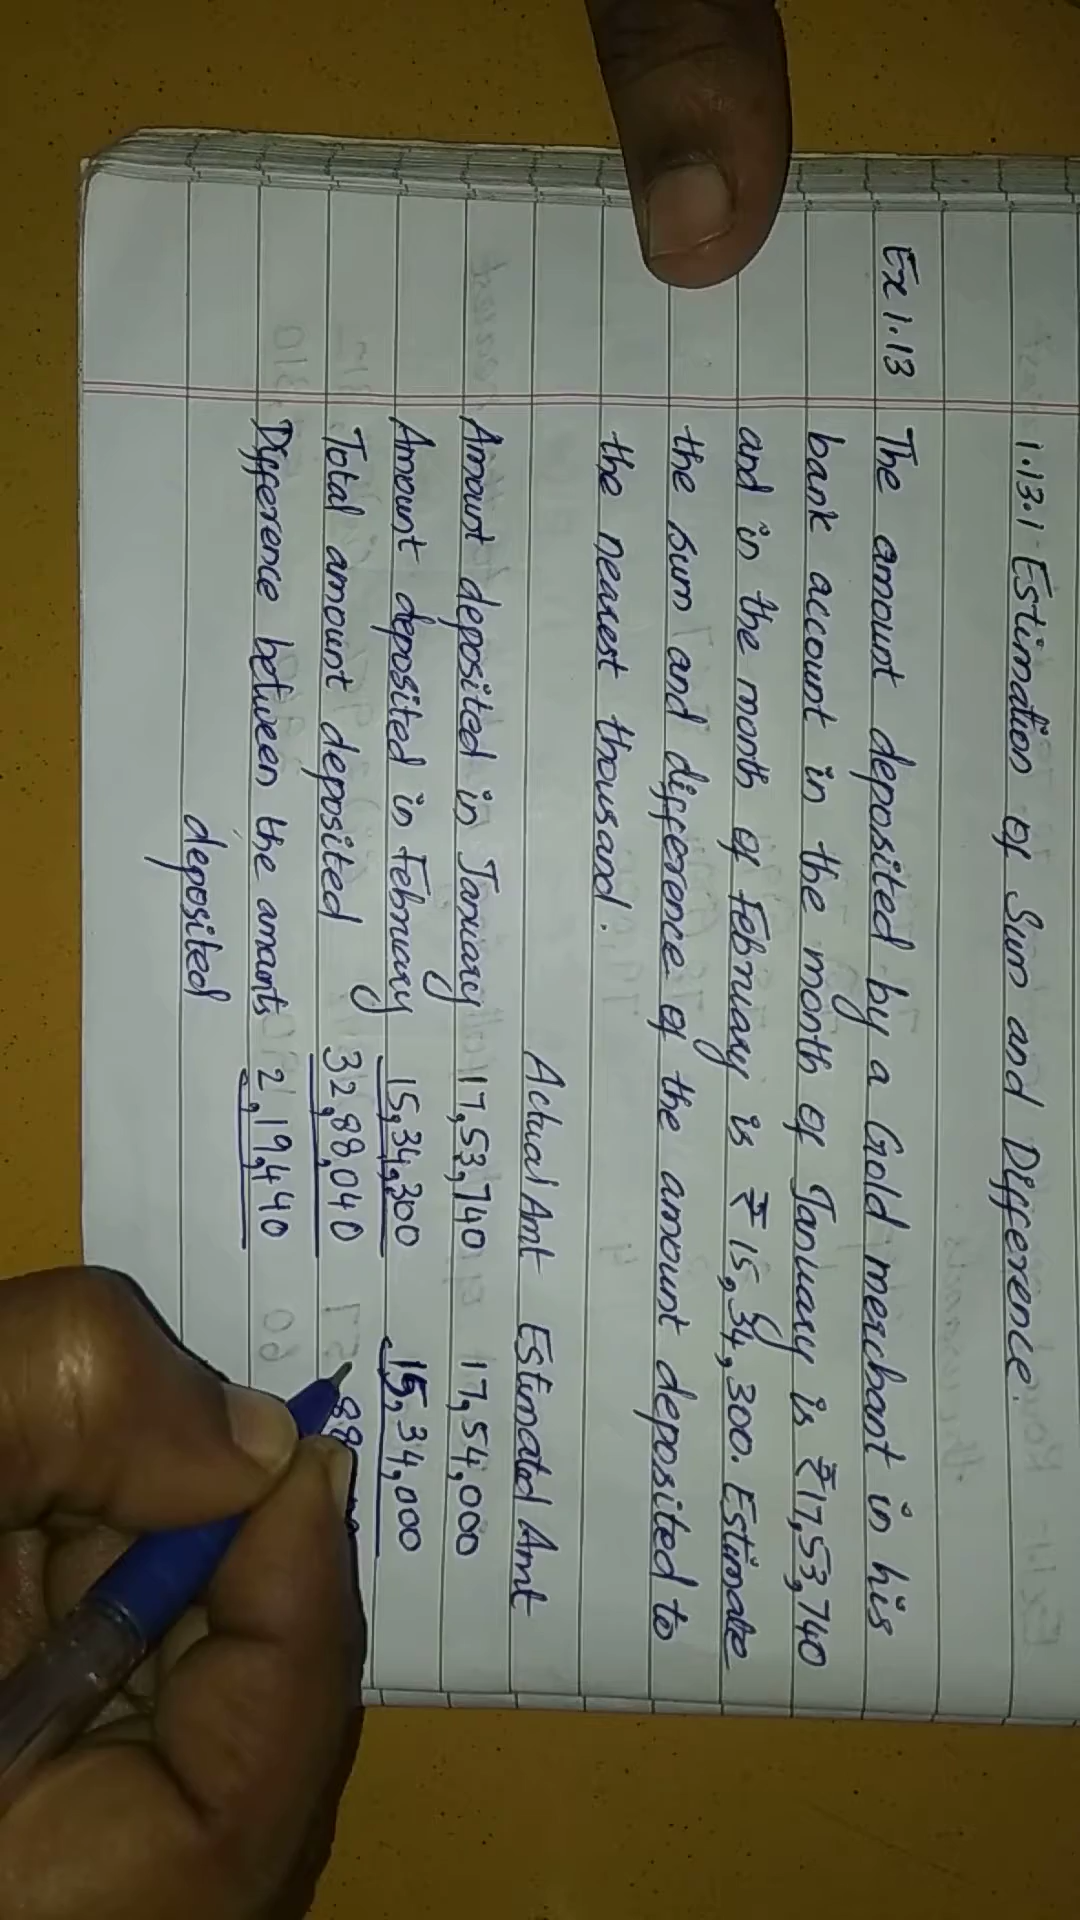 1.13.1 Estimation of Sum and Difference.
Ex 1.13 The amount deposited by a Gold merchant in his
bank account in the month of January is ₹17,53,740
and in the month of February is ₹15,34,300. Estimate
the sum and difference of the amount deposited to
the nearest thousand.
Actual Amt Estimated Amt
Amount deposited in January 17,53,740 17,54,000
Amount deposited in February 15,34,300 15,34,000
Total amount deposited 32,88,040 88
Difference between the amounts 2,19,440
deposited